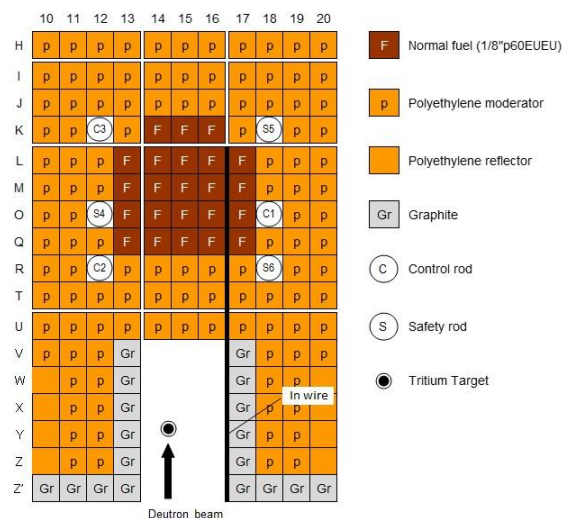 10 11 12 13 14 15 16 17 18 19 20
H p p p p p p p p p p p
I p p p p p p p p p p p
J p p p p p p p p p p p
K p p C3 p F F F p S5 p p
L p p p F F F F F p p p
M p p p F F F F F p p p
O p p S4 F F F F F C1 p p
Q p p p F F F F F p p p
R p p C2 p p p p p S6 p p
T p p p p p p p p p p p
U p p p p p p p p p p p
V p p p Gr Gr p p p
W p p Gr Gr p p
In wire
X p p Gr Gr p p
Y p p Gr Gr p p
Z p p Gr Gr p p
Z' Gr Gr Gr Gr Gr Gr Gr Gr
Deutron beam
F Normal fuel (1/8"p60EUEU)
p Polyethylene moderator
Polyethylene reflector
Gr Graphite
C Control rod
S Safety rod
Tritium Target